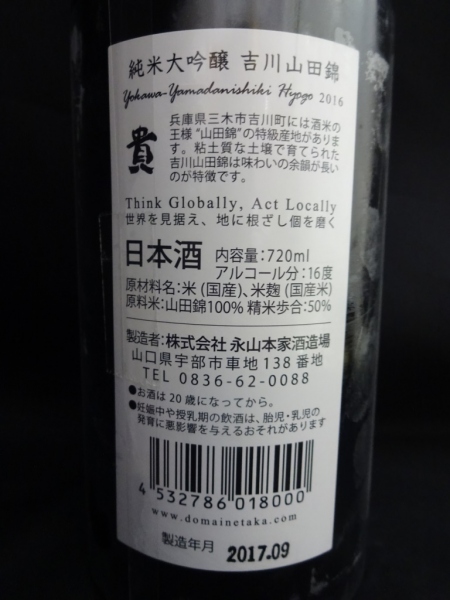 純米大吟醸 吉川山田錦
Yokawa-Yamadanishiki Hyogo 2016
貴
兵庫県三木市吉川町には酒米の
王様 “山田錦”の特級産地がありま
す。粘土質な土壌で育てられた
吉川山田錦は味わいの余韻が長い
のが特徴です。
Think Globally, Act Locally
世界を見据え、地に根ざし個を磨く
日本酒 内容量:720ml
アルコール分:16度
原材料名:米 (国産)、米麹 (国産米)
原料米:山田錦100% 精米歩合:50%
製造者:株式会社 永山本家酒造場
山口県宇部市車地138番地
TEL 0836-62-0088
●お酒は20歳になってから。
●妊娠中や授乳期の飲酒は、胎児・乳児の
発育に悪影響を与えるおそれがあります
4 532786 018000
www.domainetaka.com
製造年月 2017.09